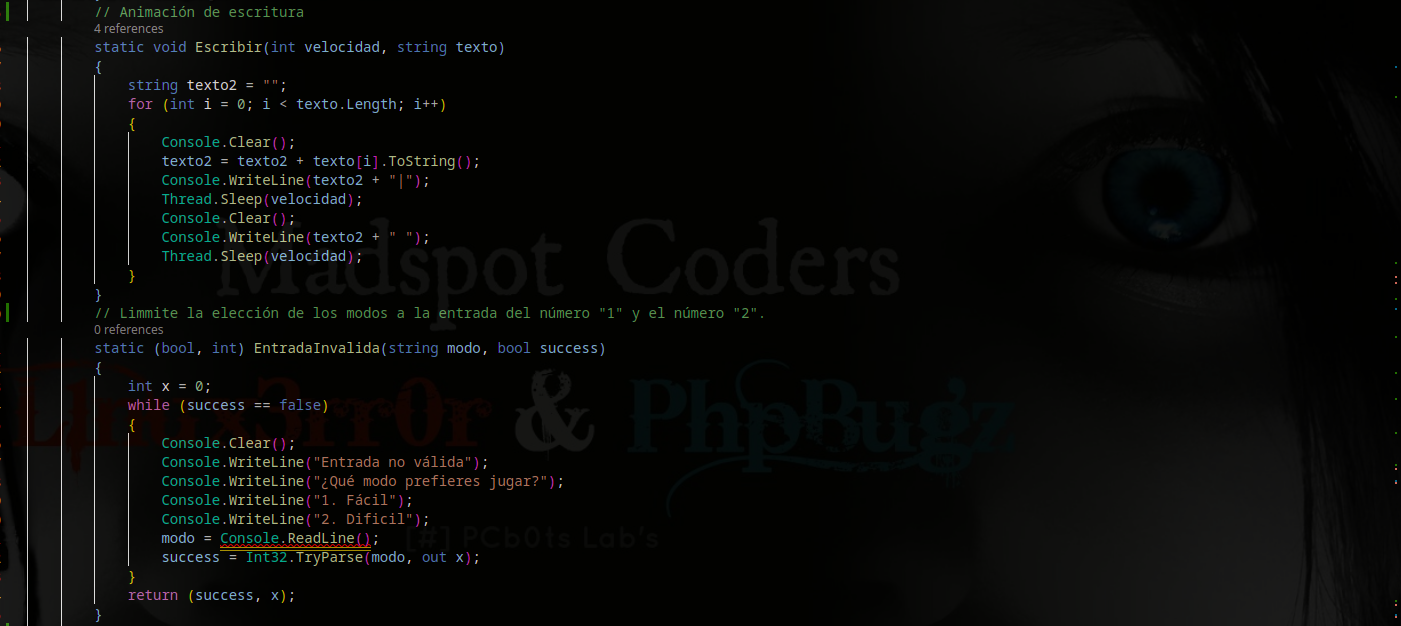 // Animación de escritura
4 references
static void Escribir(int velocidad, string texto)
{
string texto2 = "";
for (int i = 0; i < texto.Length; i++)
{
Console.Clear();
texto2 = texto2 + texto[i].ToString();
Console.WriteLine(texto2 + "|");
Thread.Sleep(velocidad);
Console.Clear();
Console.WriteLine(texto2 + " ");
Thread.Sleep(velocidad);
}
}
Madspot Coders
// Limmite la elección de los modos a la entrada del número "1" y el número "2".
0 references
static (bool, int) EntradaInvalida(string modo, bool success)
{
int x = 0;
while (success == false)
{
L!nux3rr0r & PhpBugz
Console.Clear();
Console.WriteLine("Entrada no válida");
Console.WriteLine("¿Qué modo prefieres jugar?");
Console.WriteLine("1. Fácil");
Console.WriteLine("2. Dificil");
modo = Console.ReadLine();
[#] PCb0ts Lab's
success = Int32.TryParse(modo, out x);
}
return (success, x);
}